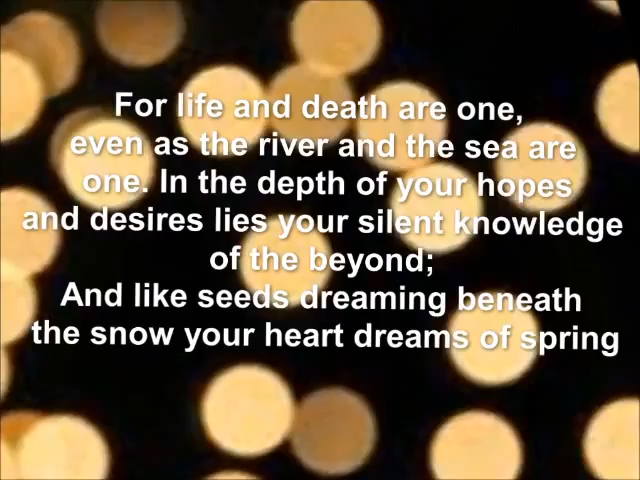 For life and death are one,
even as the river and the sea are
one. In the depth of your hopes
and desires lies your silent knowledge
of the beyond;
And like seeds dreaming beneath
the snow your heart dreams of spring